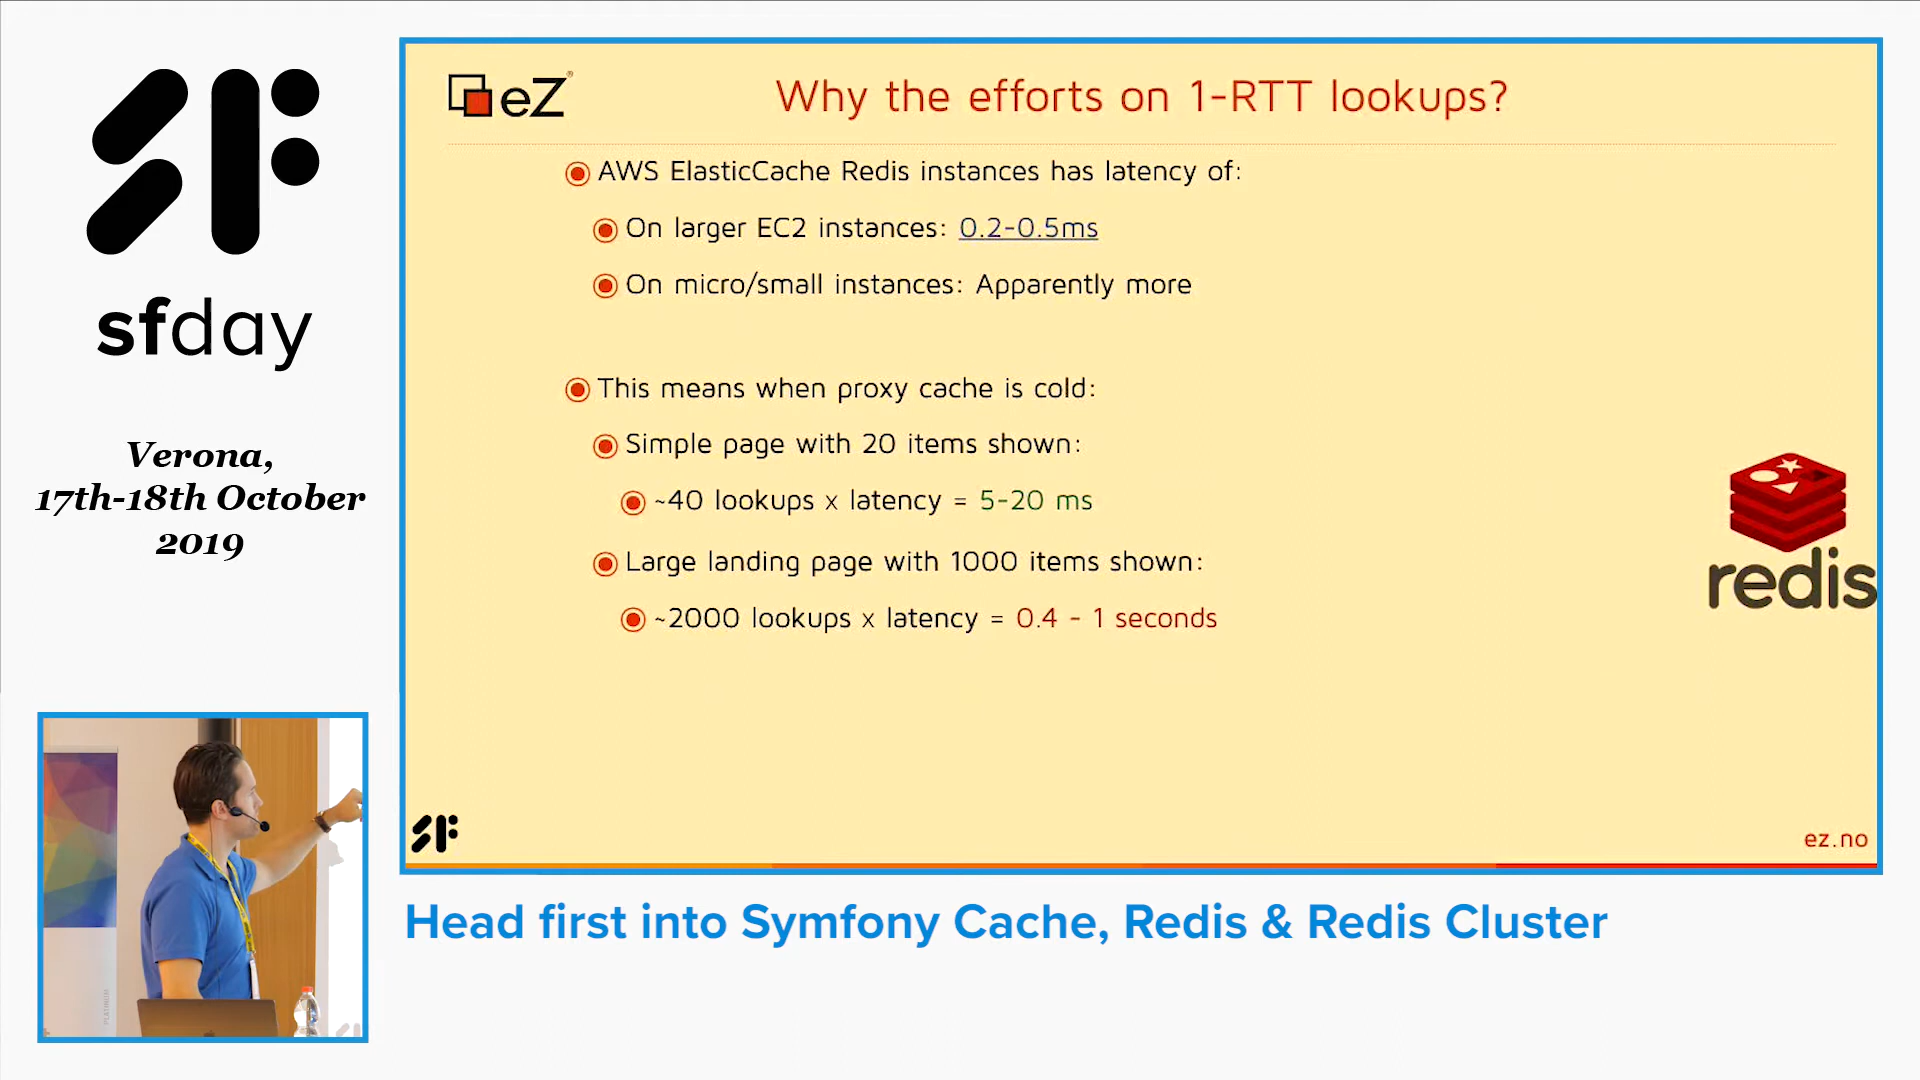 sfday
Verona,
17th-18th October
2019
eZ
Why the efforts on 1-RTT lookups?
AWS ElasticCache Redis instances has latency of:
On larger EC2 instances: 0.2-0.5ms
On micro/small instances: Apparently more
This means when proxy cache is cold:
Simple page with 20 items shown:
~40 lookups x latency = 5-20 ms
Large landing page with 1000 items shown:
~2000 lookups x latency = 0.4 - 1 seconds
redis
ez.no
PLATINUM
Head first into Symfony Cache, Redis & Redis Cluster